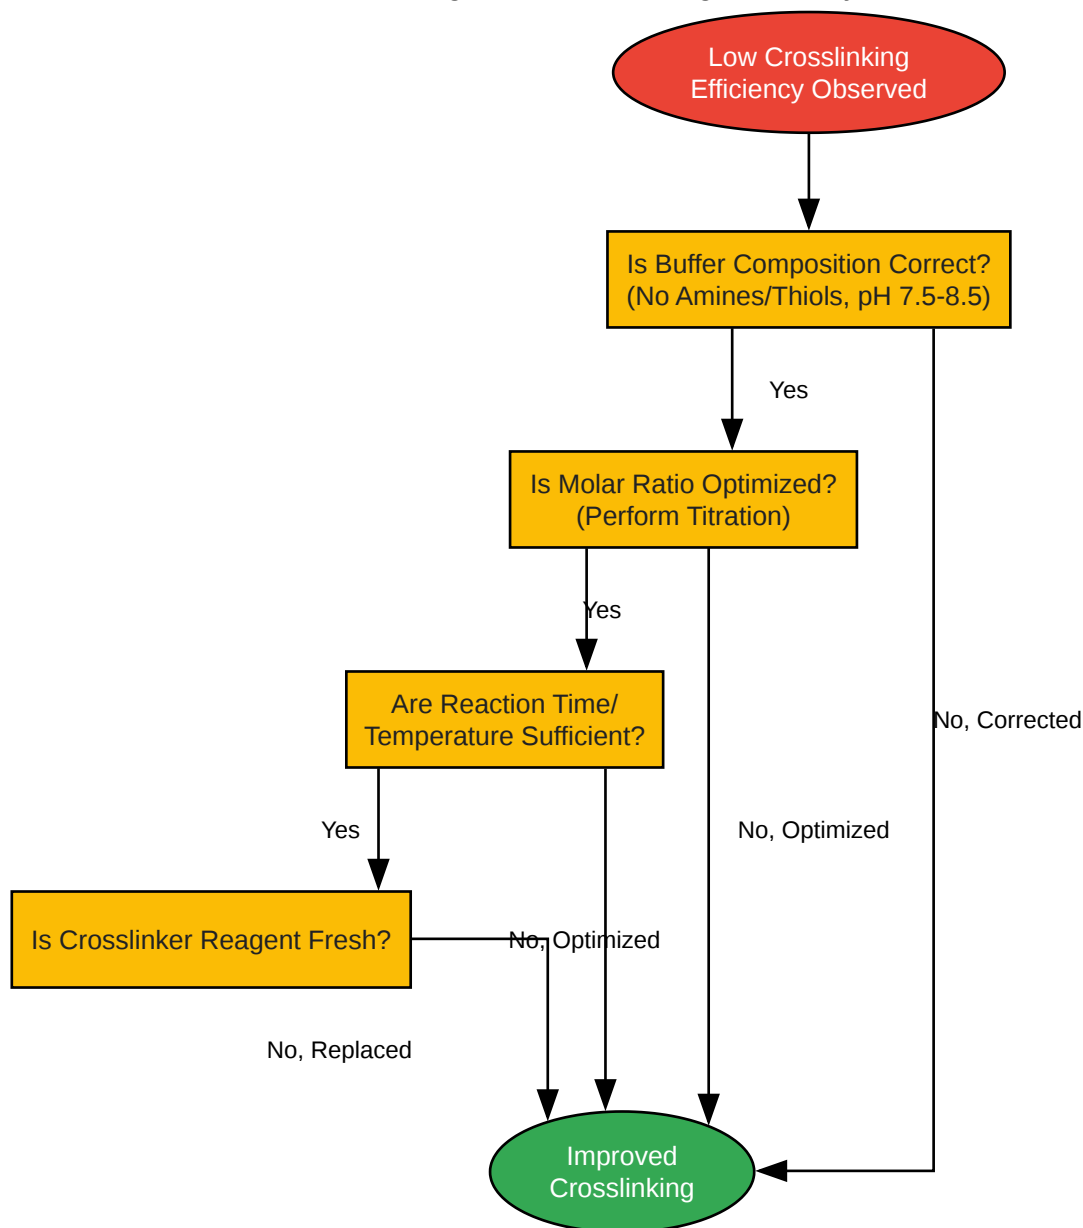 Low Crosslinking
Efficiency Observed
Is Buffer Composition Correct?
(No Amines/Thiols, pH 7.5-8.5)
Yes
Is Molar Ratio Optimized?
(Perform Titration)
Yes
Are Reaction Time/
Temperature Sufficient?
No, Corrected
Yes
No, Optimized
Is Crosslinker Reagent Fresh?
No, Optimized
No, Replaced
Improved
Crosslinking